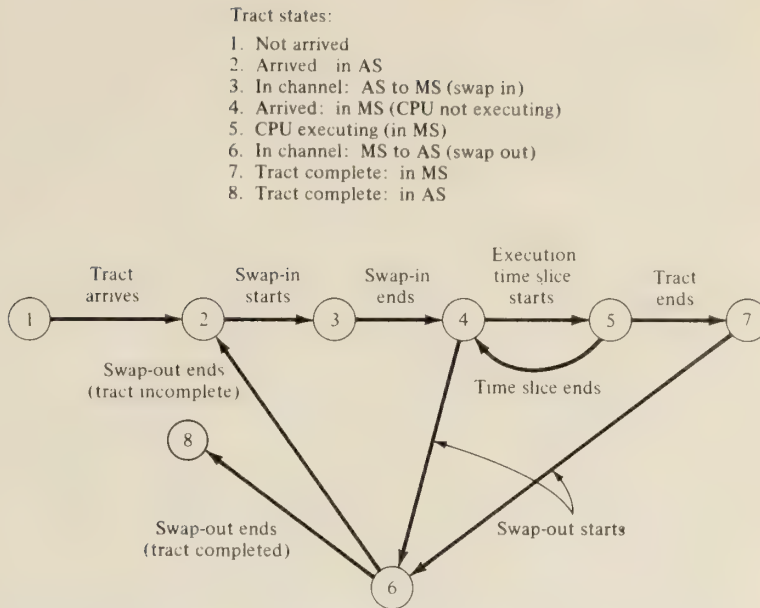 Tract states:
1. Not arrived
2. Arrived in AS
3. In channel: AS to MS (swap in)
4. Arrived: in MS (CPU not executing)
5. CPU executing (in MS)
6. In channel: MS to AS (swap out)
7. Tract complete: in MS
8. Tract complete: in AS
Tract
arrives
Swap-in
starts
Swap-in
ends
Execution
time slice
starts
Tract
ends
1
2
3
4
5
7
Swap-out ends
(tract incomplete)
Time slice ends
8
Swap-out ends
(tract completed)
Swap-out starts
6